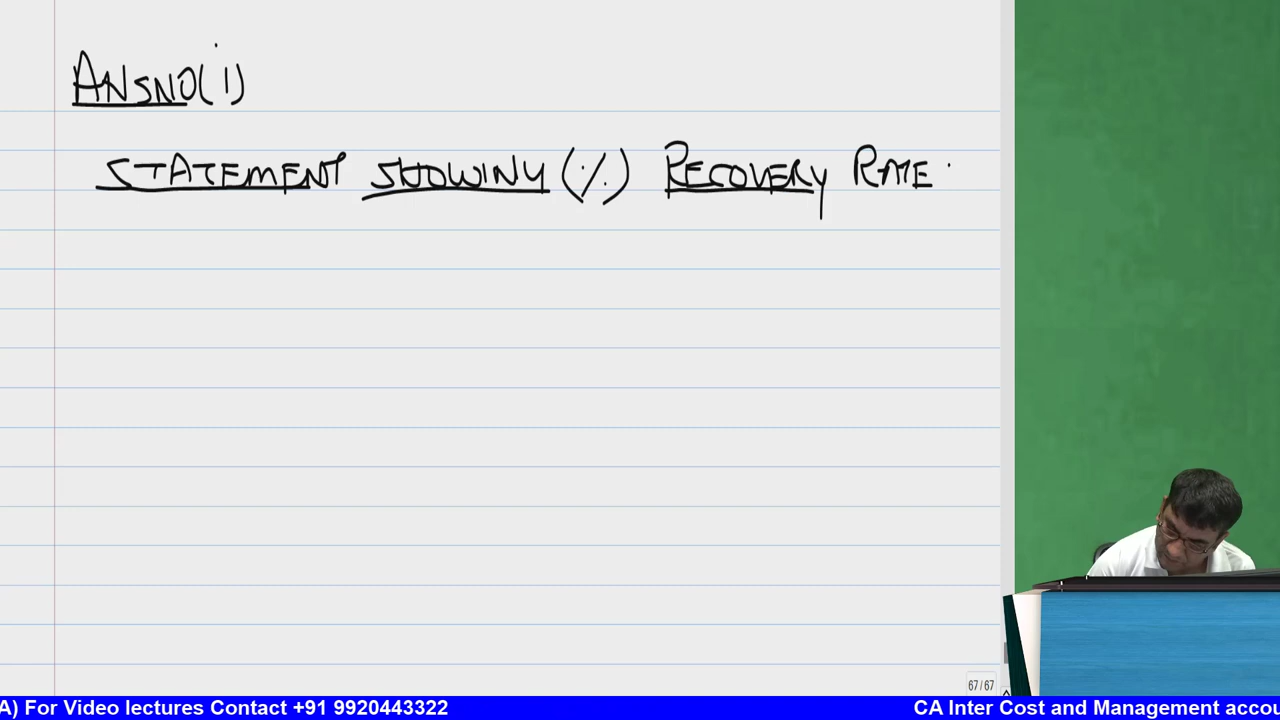 ANSNO(i)
STATEMENT SHOWING (%) RECOVERY RATE
67/67
A) For Video lectures Contact +91 9920443322
CA Inter Cost and Management accou